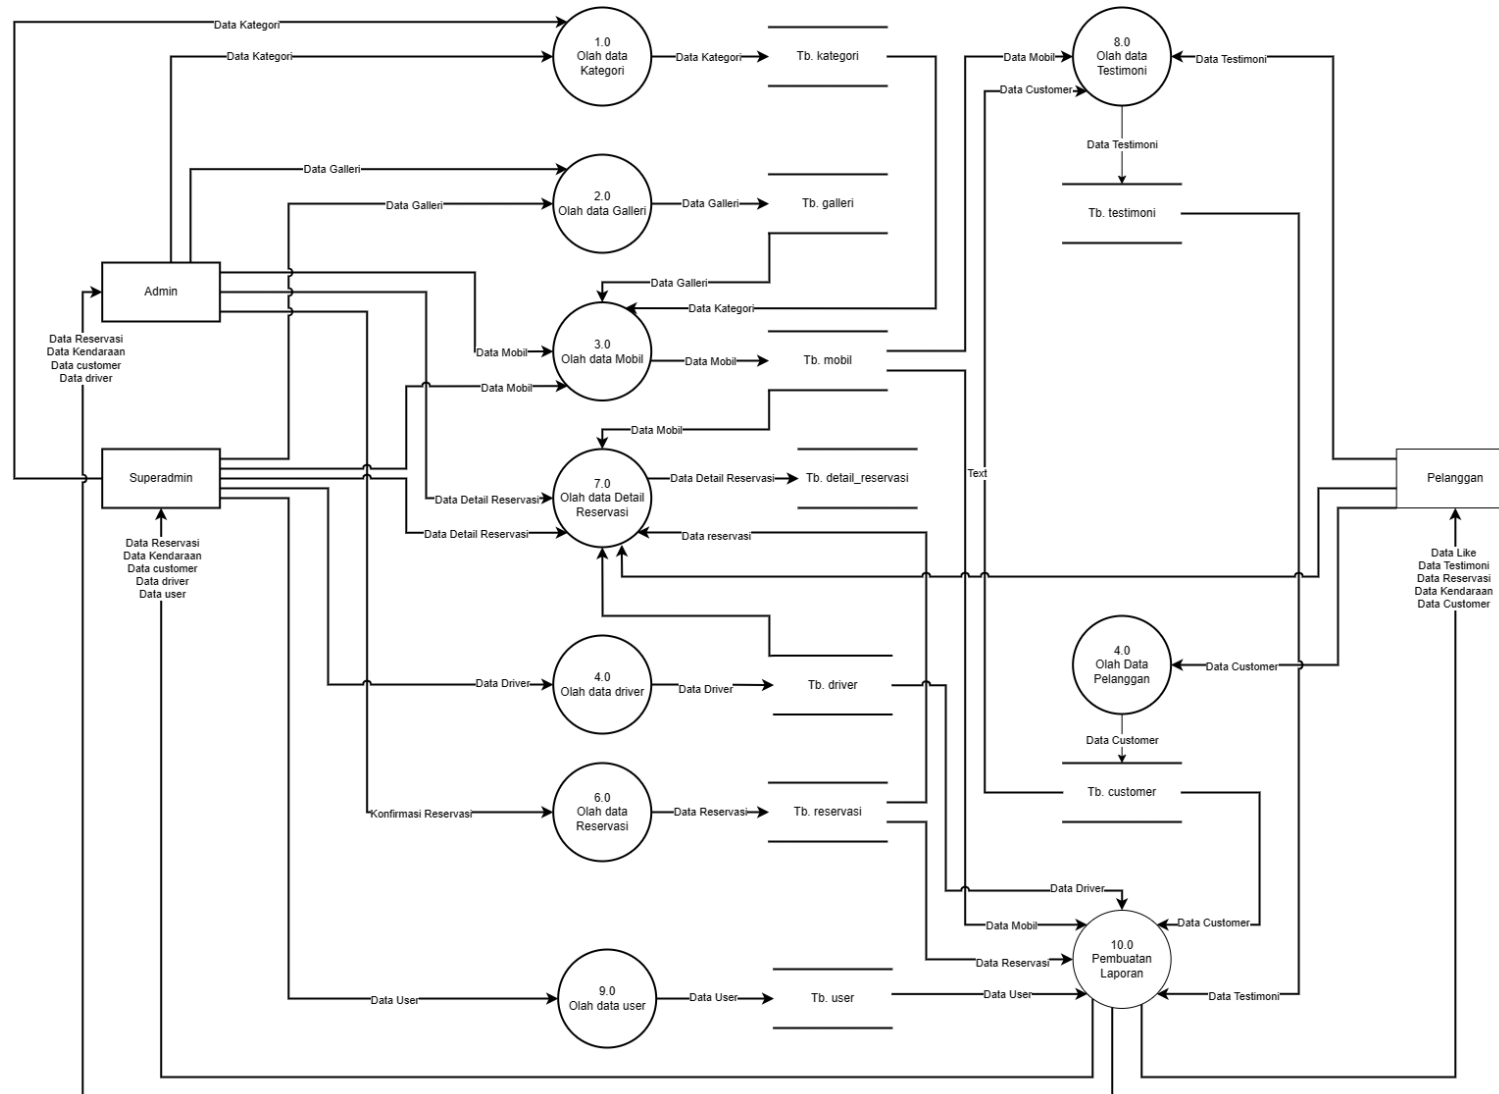 Data Kategori
1.0
Olah data
Kategori
Data Kategori
Data Kategori
Tb. kategori
Data Mobil
8.0
Olah data
Testimoni
Data Testimoni
Data Customer
Data Testimoni
Data Galleri
2.0
Olah data Galleri
Data Galleri
Data Galleri
Tb. galleri
Tb. testimoni
Admin
Data Galleri
Data Kategori
Data Reservasi
Data Kendaraan
Data customer
Data driver
3.0
Olah data Mobil
Data Mobil
Data Mobil
Tb. mobil
Data Mobil
Data Mobil
Superadmin
7.0
Olah data Detail
Reservasi
Data Detail Reservasi
Data Detail Reservasi
Tb. detail_reservasi
Text
Pelanggan
Data Detail Reservasi
Data reservasi
Data Reservasi
Data Kendaraan
Data customer
Data driver
Data user
Data Like
Data Testimoni
Data Reservasi
Data Kendaraan
Data Customer
4.0
Olah Data
Pelanggan
Data Customer
Data Driver
4.0
Olah data driver
Data Driver
Tb. driver
Data Customer
Konfirmasi Reservasi
6.0
Olah data
Reservasi
Data Reservasi
Tb. reservasi
Tb. customer
Data Driver
Data Mobil
Data Customer
10.0
Pembuatan
Laporan
Data Reservasi
Data User
9.0
Olah data user
Data User
Tb. user
Data User
Data Testimoni